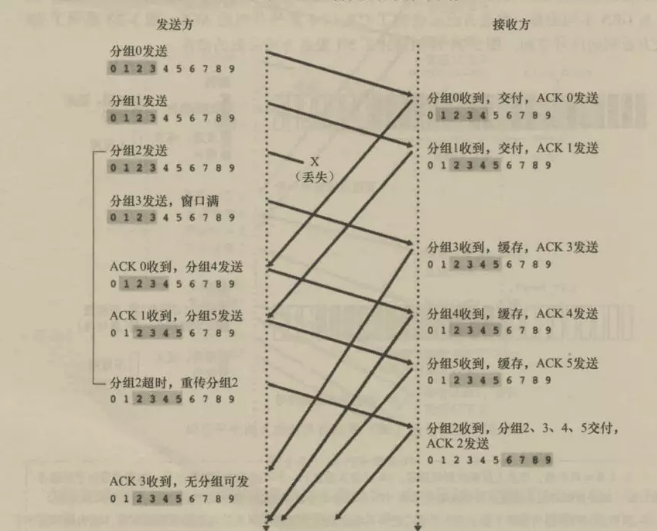 发送方
接收方
分组0发送
0 1 2 3 4 5 6 7 8 9
分组0收到，交付，ACK 0发送
0 1 2 3 4 5 6 7 8 9
分组1发送
0 1 2 3 4 5 6 7 8 9
分组1收到，交付，ACK 1发送
0 1 2 3 4 5 6 7 8 9
分组2发送
0 1 2 3 4 5 6 7 8 9
X
（丢失）
分组3发送，窗口满
0 1 2 3 4 5 6 7 8 9
分组3收到，缓存，ACK 3发送
0 1 2 3 4 5 6 7 8 9
ACK 0收到，分组4发送
0 1 2 3 4 5 6 7 8 9
分组4收到，缓存，ACK 4发送
0 1 2 3 4 5 6 7 8 9
ACK 1收到，分组5发送
0 1 2 3 4 5 6 7 8 9
分组5收到，缓存，ACK 5发送
0 1 2 3 4 5 6 7 8 9
分组2超时，重传分组2
0 1 2 3 4 5 6 7 8 9
分组2收到，分组2、3、4、5交付，
ACK 2发送
0 1 2 3 4 5 6 7 8 9
ACK 3收到，无分组可发
0 1 2 3 4 5 6 7 8 9